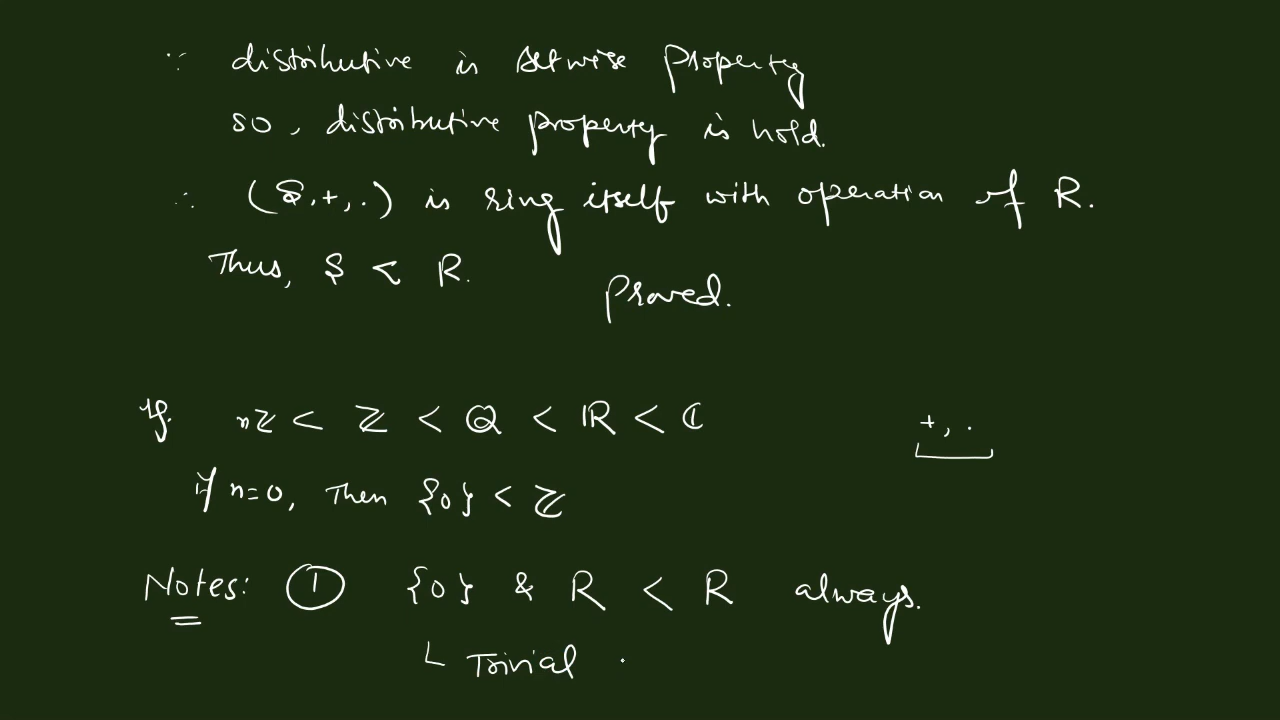 ∵ distributive is setwise Property
so, distributive property is hold.
∴ (S,+,.) is ring itself with operation of R.
Thus, S < R.
Proved.
eg. nZ < ℤ < ℚ < ℝ < ℂ
+, .
if n=0, Then {0} < ℤ
Notes: ① {0} & R < R always.
└ Trivial .